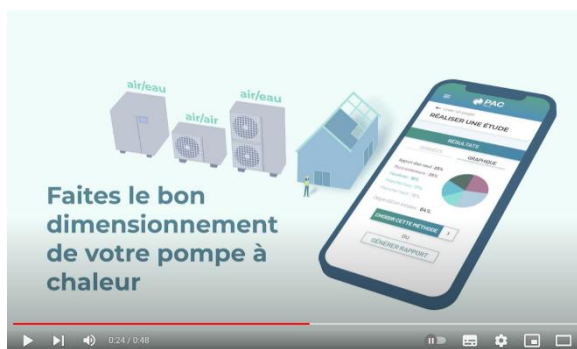 air/eau
air/air
air/eau
Faites le bon
dimensionnement
de votre pompe à
chaleur
PAC
RÉALISER UNE ÉTUDE
RÉSULTATS
GRAPHIQUE
CHOISIR CETTE MÉTHODE
OU
GÉNÉRER RAPPORT
0:24 / 0:48